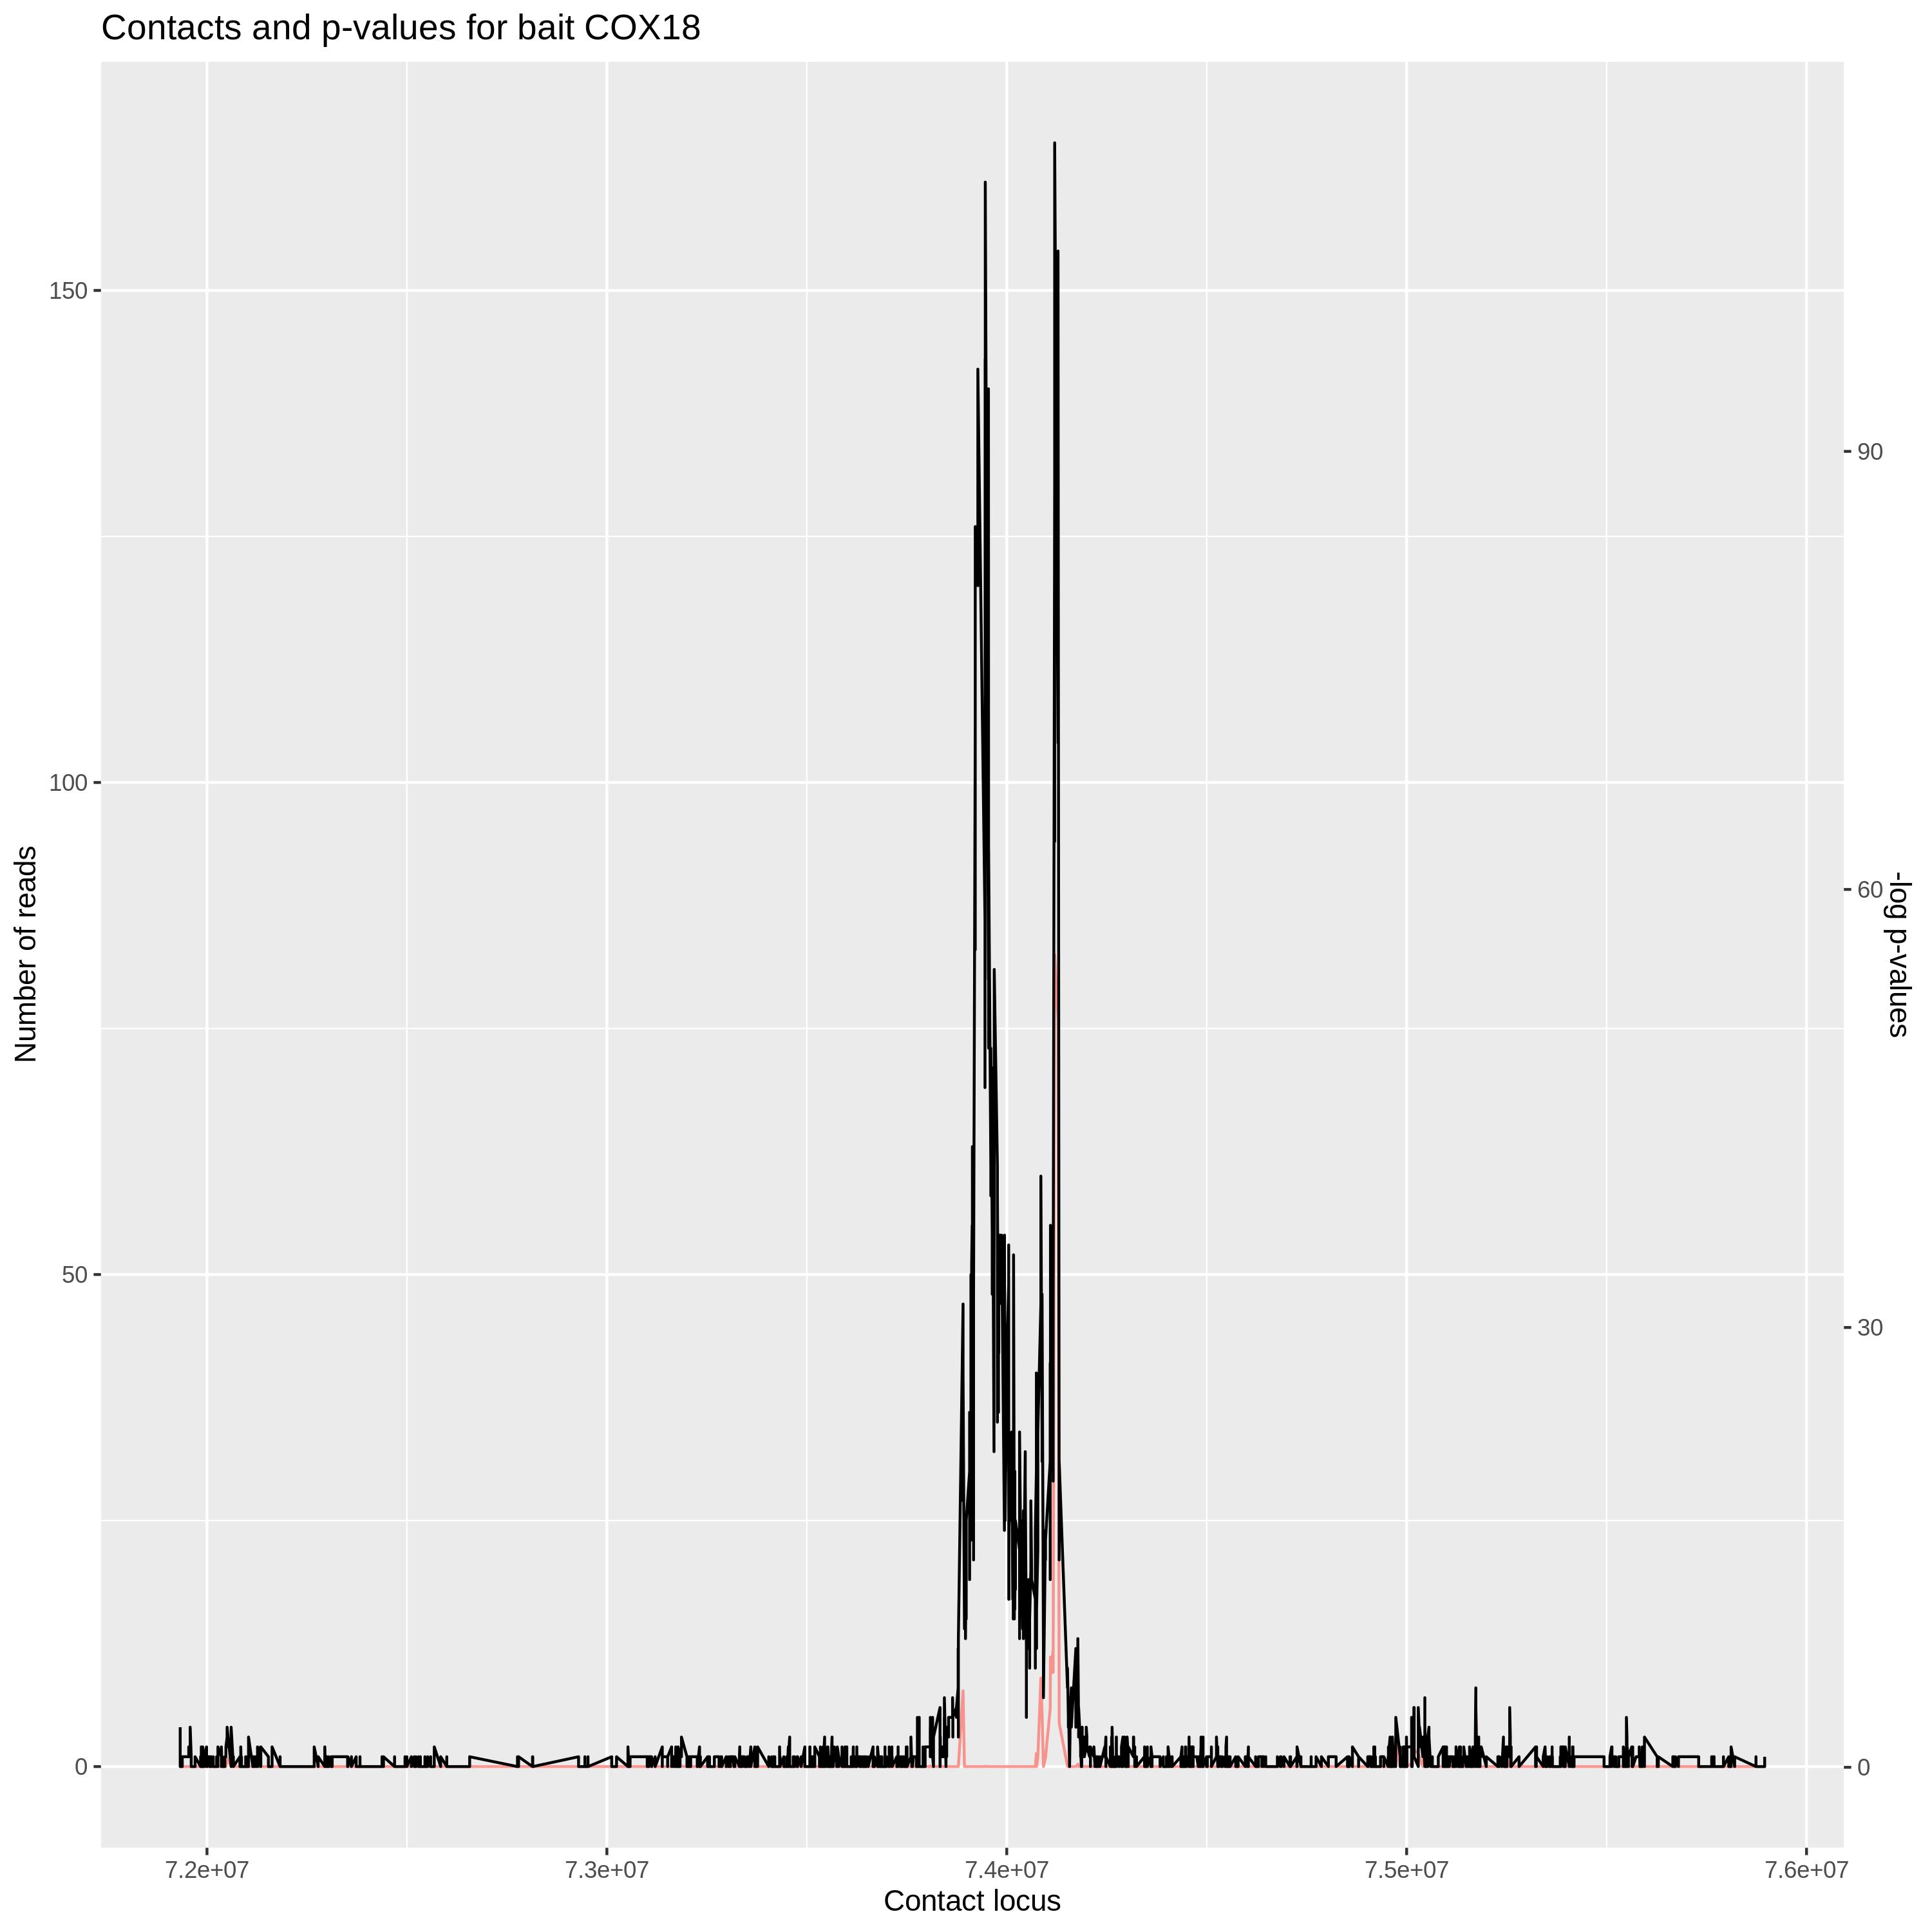 Contacts and p-values for bait COX18
150
100
50
0
90
60
30
0
Number of reads
-log p-values
7.2e+07
7.3e+07
7.4e+07
7.5e+07
7.6e+07
Contact locus